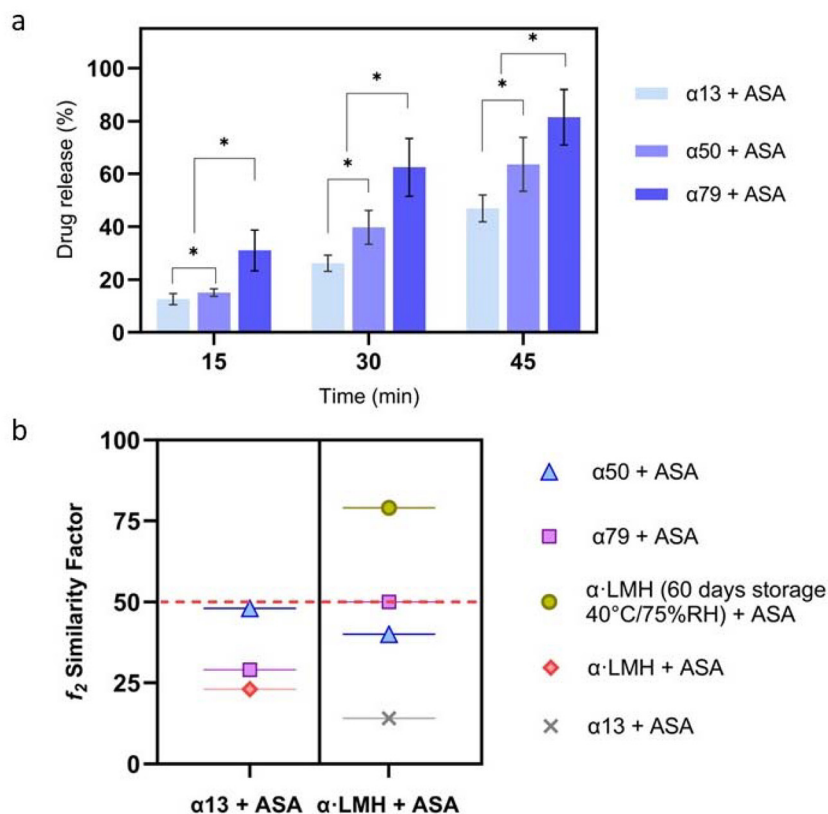 a
100
80
60
40
20
0
Drug release (%)
*
*
*
*
*
*
15 30 45
Time (min)
α13 + ASA
α50 + ASA
α79 + ASA
b
100
75
50
25
0
f₂ Similarity Factor
α13 + ASA α·LMH + ASA
α50 + ASA
α79 + ASA
α·LMH (60 days storage
40°C/75%RH) + ASA
α·LMH + ASA
α13 + ASA